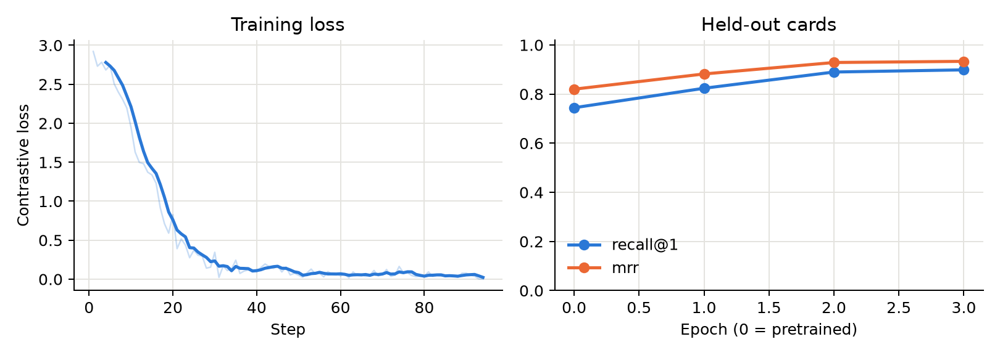 Training loss
3.0
2.5
2.0
1.5
1.0
0.5
0.0
Contrastive loss
0 20 40 60 80
Step
Held-out cards
1.0
0.8
0.6
0.4
0.2
0.0
recall@1
mrr
0.0 0.5 1.0 1.5 2.0 2.5 3.0
Epoch (0 = pretrained)